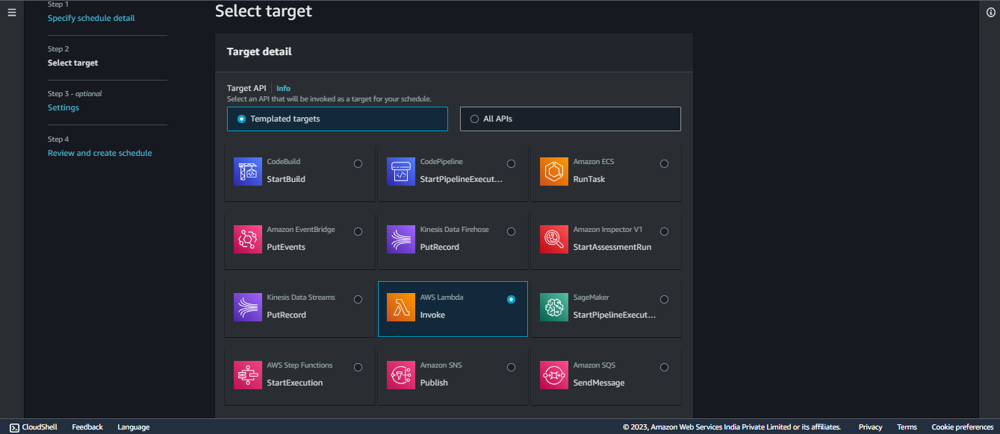 Step 1
Specify schedule detail
Step 2
Select target
Step 3 - optional
Settings
Step 4
Review and create schedule
Select target
Target detail
Target API | Info
Select an API that will be invoked as a target for your schedule.
Templated targets
All APIs
CodeBuild
StartBuild
CodePipeline
StartPipelineExecut...
Amazon ECS
RunTask
Amazon EventBridge
PutEvents
Kinesis Data Firehose
PutRecord
Amazon Inspector V1
StartAssessmentRun
Kinesis Data Streams
PutRecord
AWS Lambda
Invoke
SageMaker
StartPipelineExecut...
AWS Step Functions
StartExecution
Amazon SNS
Publish
Amazon SQS
SendMessage
CloudShell Feedback Language © 2023, Amazon Web Services India Private Limited or its affiliates. Privacy Terms Cookie preferences